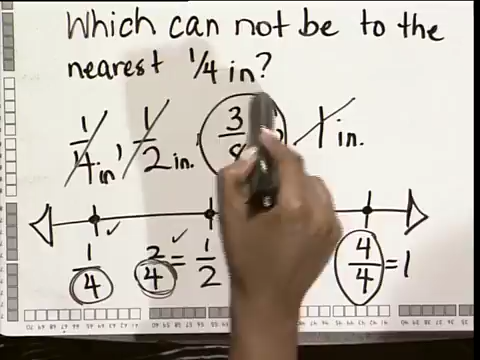 Which can not be to the
nearest 1/4 in?
1/4 in, 1/2 in. 3/8 1 in.
1/4 2/4 = 1/2 4/4 = 1